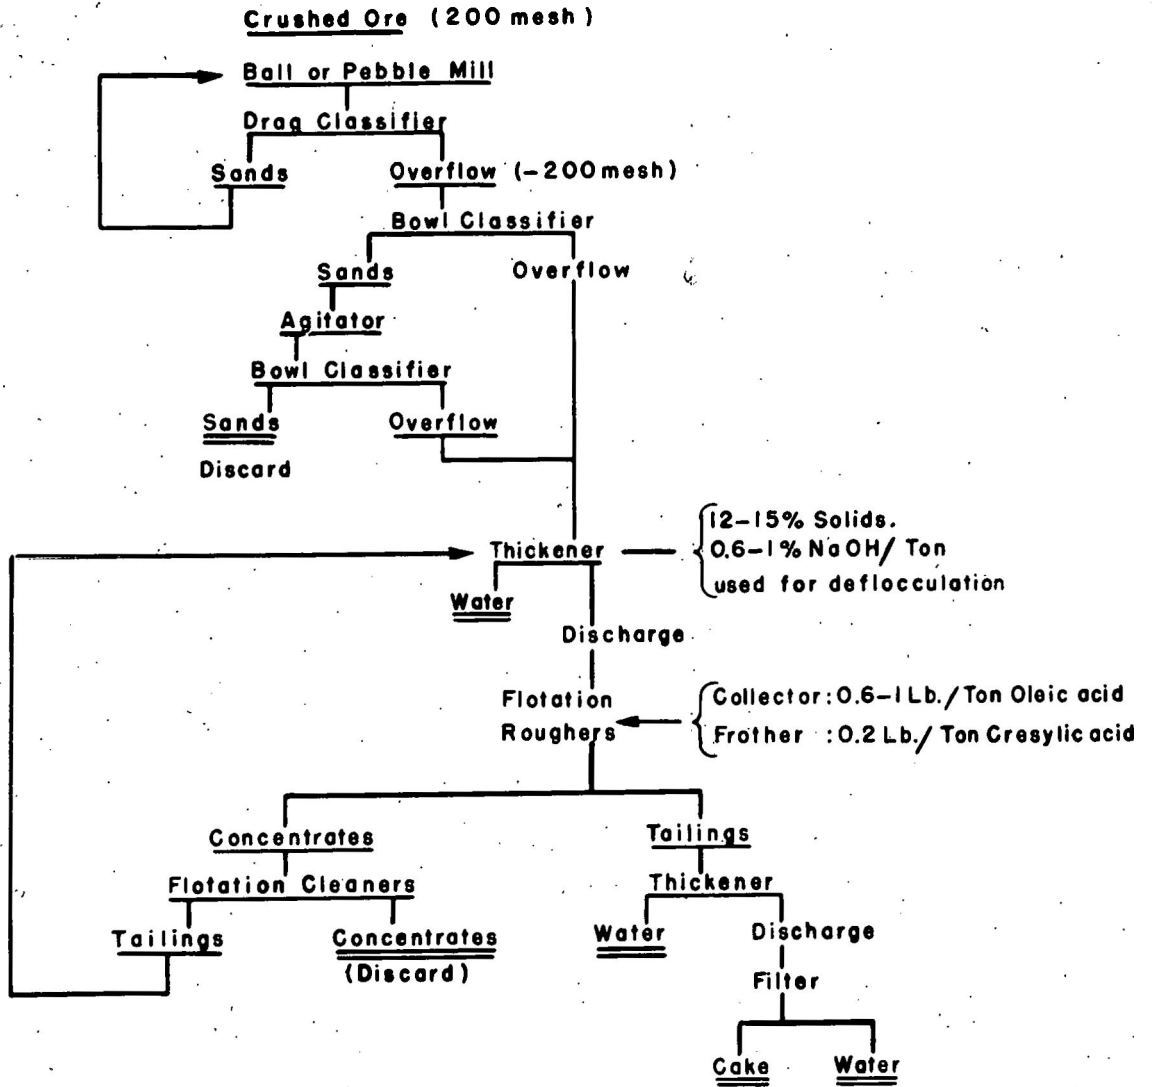 Crushed Ore (200 mesh)
Ball or Pebble Mill
Drag Classifier
Sands
Overflow (-200 mesh)
Bowl Classifier
Sands
Overflow
Agitator
Bowl Classifier
Sands
Overflow
Discard
12-15% Solids.
Thickener
0.6-1% NaOH/ Ton
used for deflocculation
Water
Discharge
Flotation
Roughers
Collector: 0.6-1 Lb./Ton Oleic acid
Frother : 0.2 Lb./ Ton Cresylic acid
Concentrates
Tailings
Flotation Cleaners
Thickener
Tailings
Concentrates
(Discard)
Water
Discharge
Filter
Cake
Water